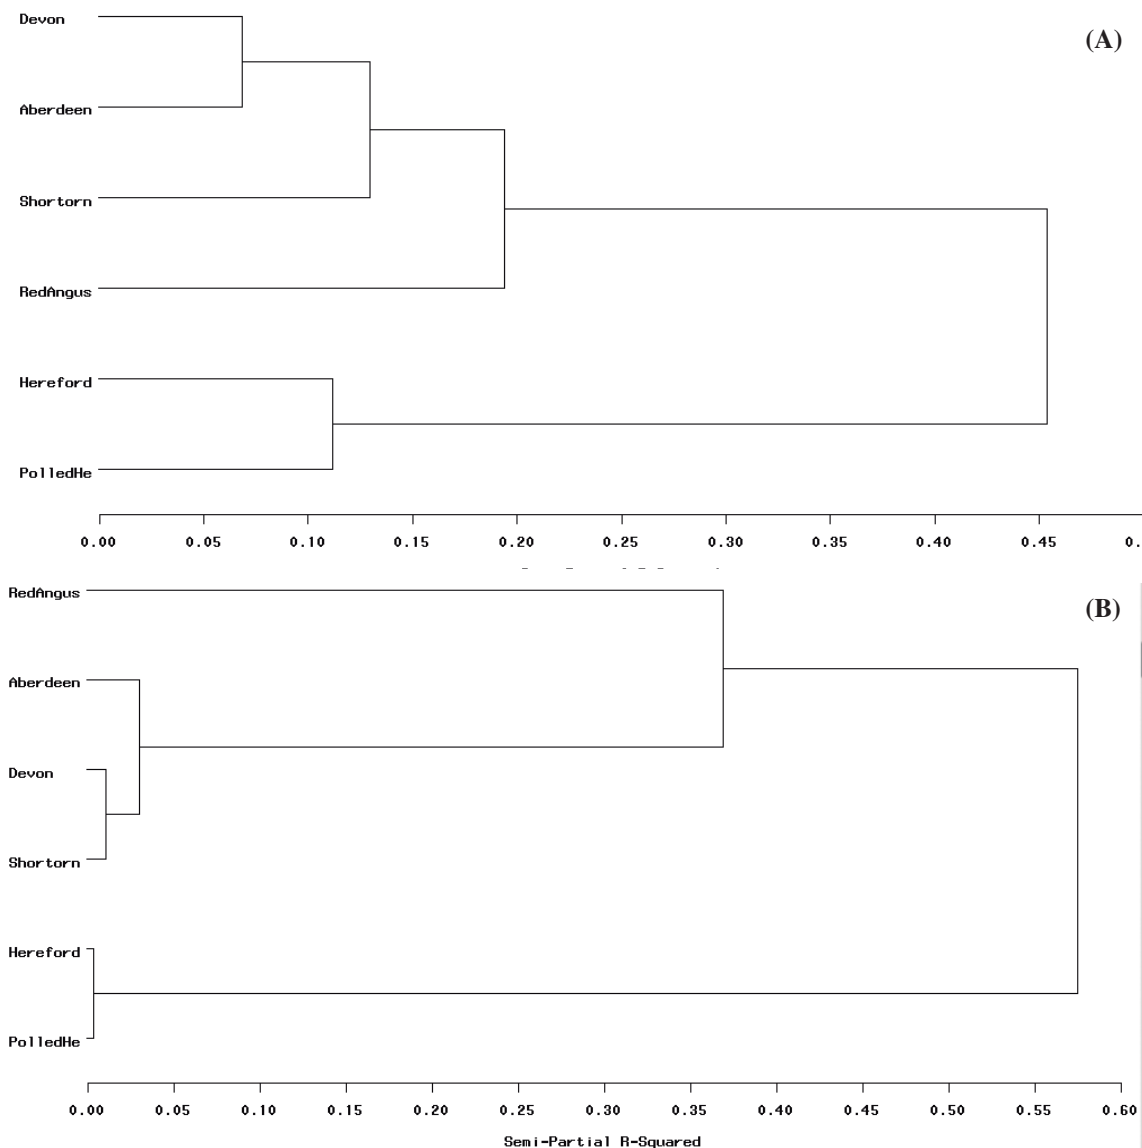 Devon
(A)
Aberdeen
Shortorn
RedAngus
Hereford
PolledHe
0.00 0.05 0.10 0.15 0.20 0.25 0.30 0.35 0.40 0.45 0.
RedAngus
(B)
Aberdeen
Devon
Shortorn
Hereford
PolledHe
0.00 0.05 0.10 0.15 0.20 0.25 0.30 0.35 0.40 0.45 0.50 0.55 0.60
Semi-Partial R-Squared